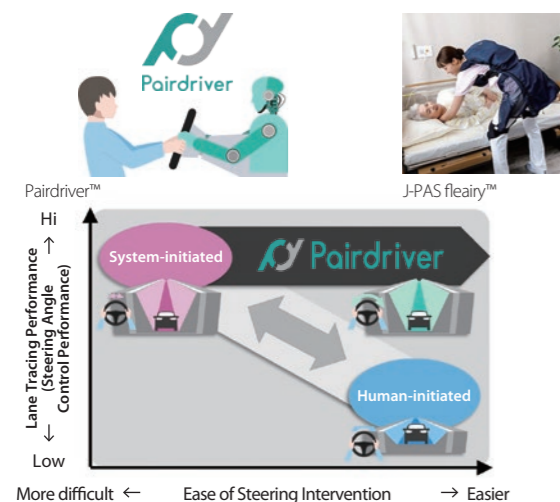 Pairdriver
Pairdriver™
J-PAS fleairy™
Hi
System-initiated
Pairdriver
Lane Tracing Performance
(Steering Angle
Control Performance)
Human-initiated
Low
More difficult ← Ease of Steering Intervention → Easier